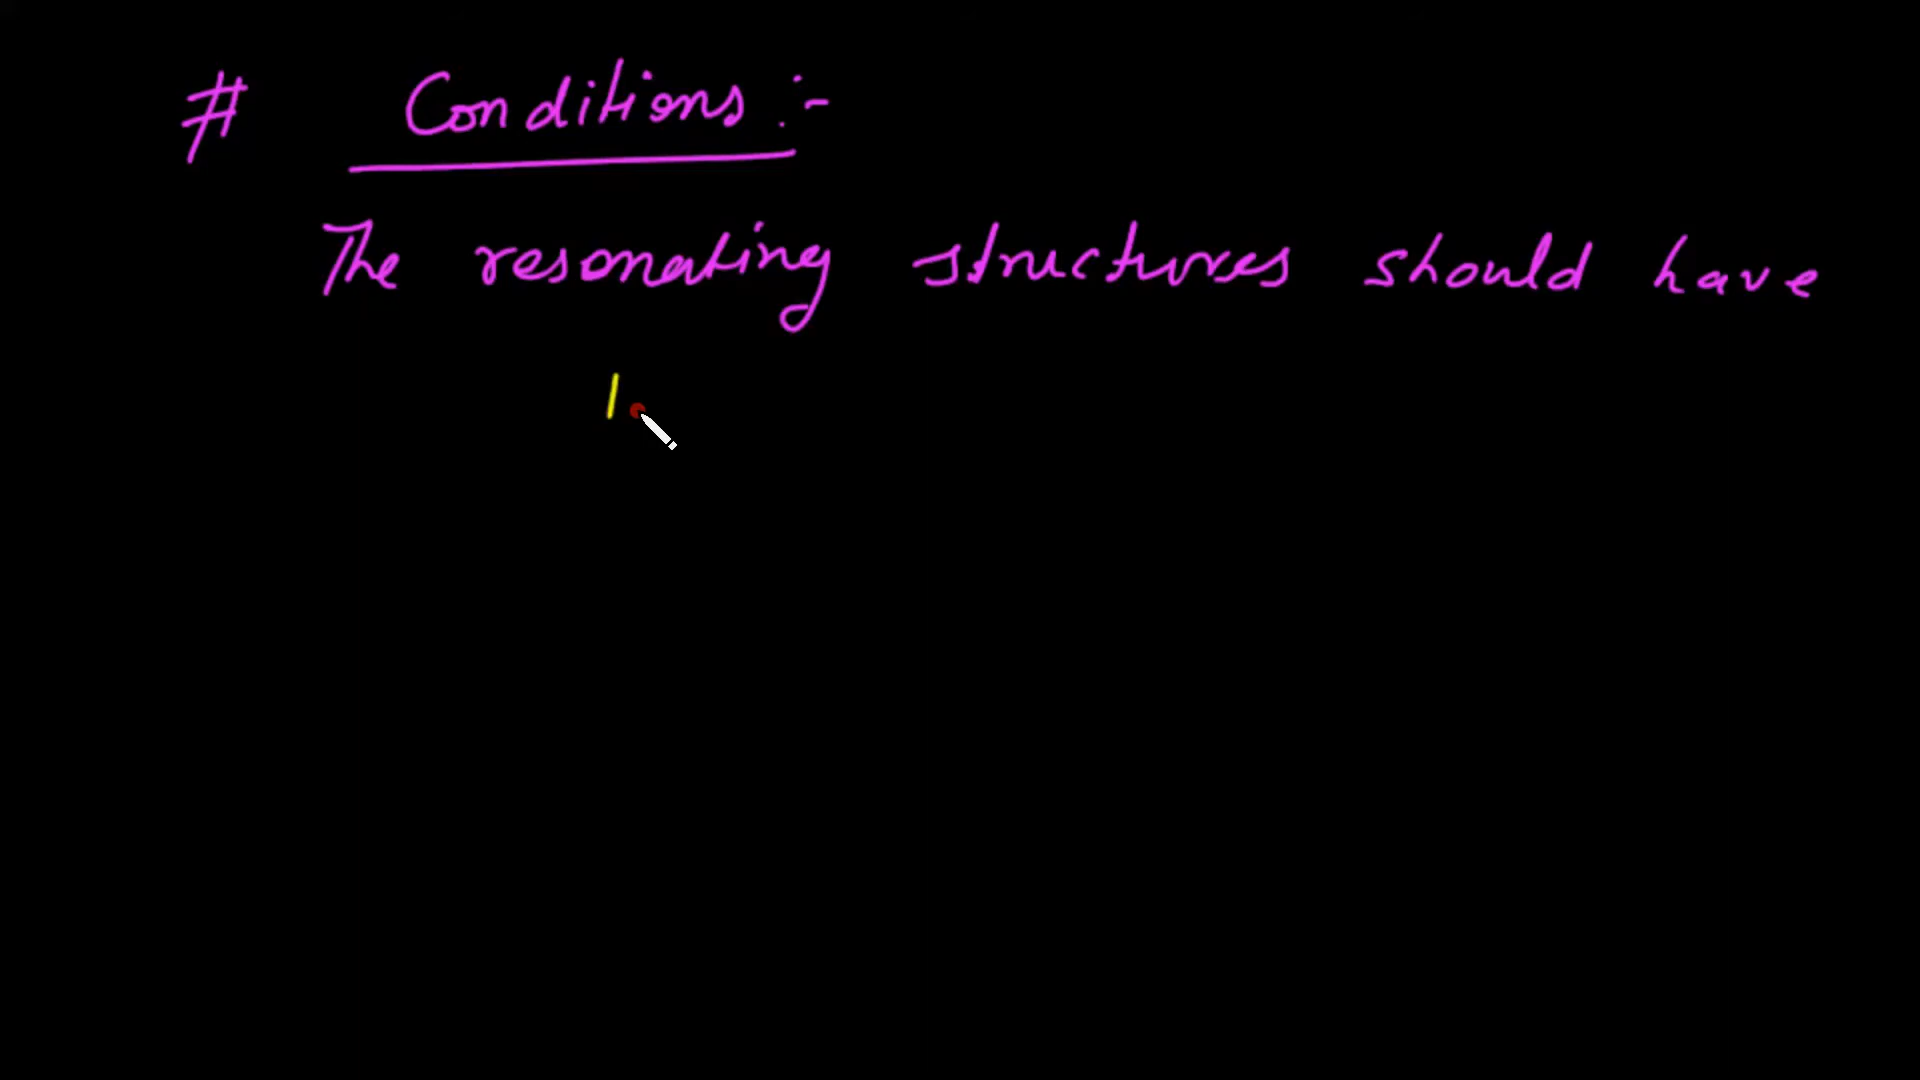 # Conditions :-
The resonating structures should have
1.